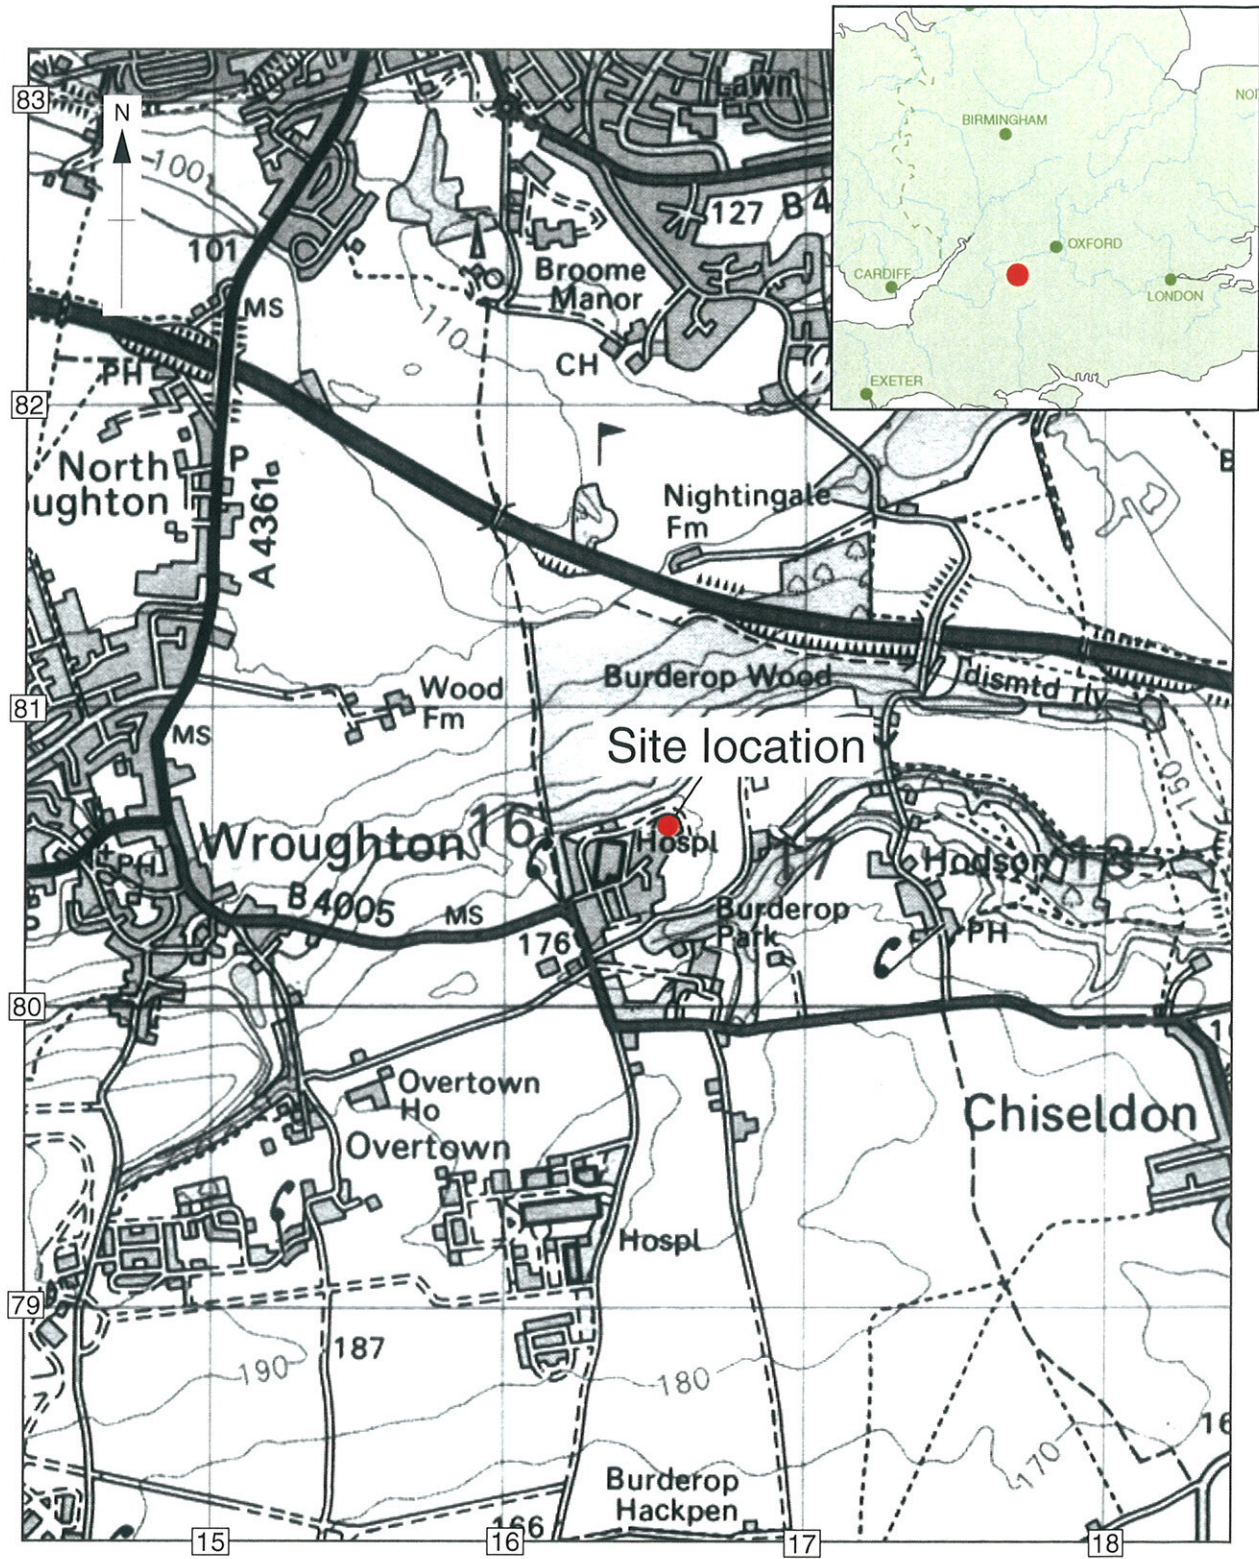 83
N
100
101
MS
PH
Lawn
127
B 4
Broome
Manor
110
CH
BIRMINGHAM
OXFORD
CARDIFF
LONDON
EXETER
82
North
ughton
P
A 4361
Nightingale
Fm
Burderop Wood
dismtd rly
Wood
Fm
81
MS
Site location
150
Wroughton
16
Hospl
17
Hodson
18
PH
B 4005
MS
Burderop
Park
PH
176
80
Overtown
Ho
Overtown
Chiseldon
Hospl
79
187
190
180
170
Burderop
Hackpen
166
15
16
17
18